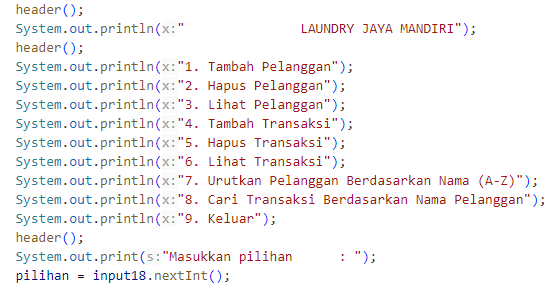 header();
System.out.println(x:"               LAUNDRY JAYA MANDIRI");
header();
System.out.println(x:"1. Tambah Pelanggan");
System.out.println(x:"2. Hapus Pelanggan");
System.out.println(x:"3. Lihat Pelanggan");
System.out.println(x:"4. Tambah Transaksi");
System.out.println(x:"5. Hapus Transaksi");
System.out.println(x:"6. Lihat Transaksi");
System.out.println(x:"7. Urutkan Pelanggan Berdasarkan Nama (A-Z)");
System.out.println(x:"8. Cari Transaksi Berdasarkan Nama Pelanggan");
System.out.println(x:"9. Keluar");
header();
System.out.print(s:"Masukkan pilihan      : ");
pilihan = input18.nextInt();